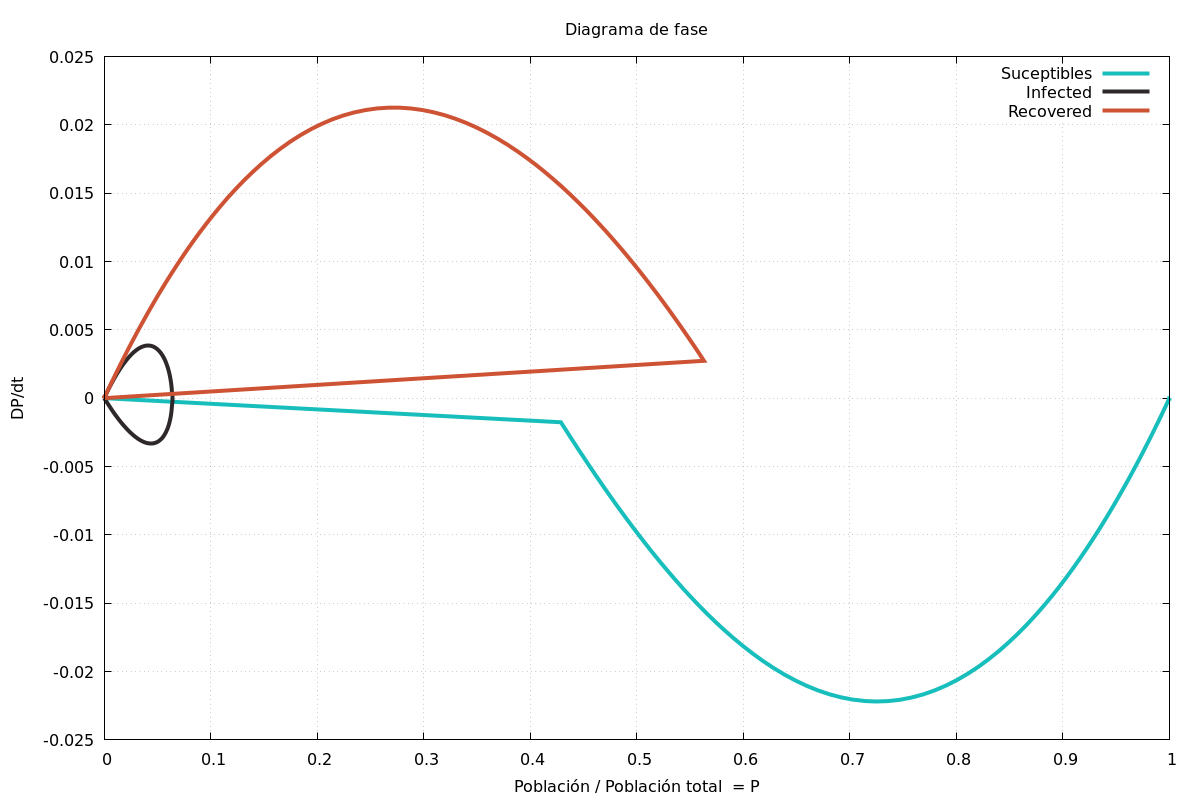 Diagrama de fase
Suceptibles
Infected
Recovered
0.025
0.02
0.015
0.01
0.005
0
-0.005
-0.01
-0.015
-0.02
-0.025
DP/dt
0 0.1 0.2 0.3 0.4 0.5 0.6 0.7 0.8 0.9 1
Población / Población total = P